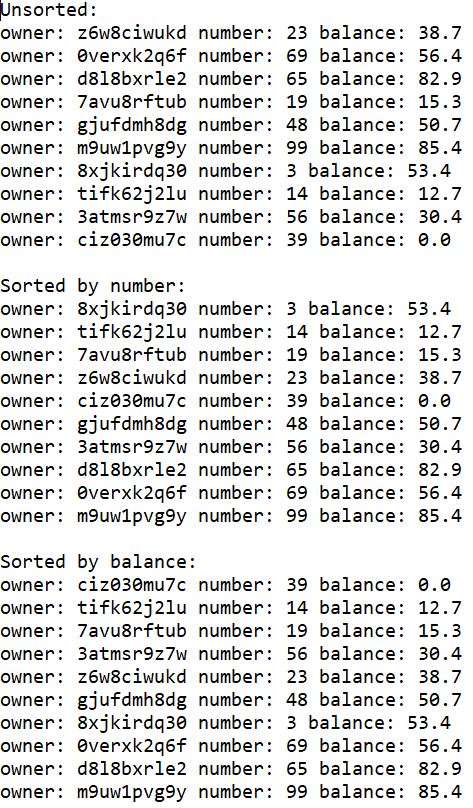 Unsorted:
owner: z6w8ciwukd number: 23 balance: 38.7
owner: 0verxk2q6f number: 69 balance: 56.4
owner: d8l8bxrle2 number: 65 balance: 82.9
owner: 7avu8rftub number: 19 balance: 15.3
owner: gjufdmh8dg number: 48 balance: 50.7
owner: m9uw1pvg9y number: 99 balance: 85.4
owner: 8xjkirdq30 number: 3 balance: 53.4
owner: tifk62j2lu number: 14 balance: 12.7
owner: 3atmsr9z7w number: 56 balance: 30.4
owner: ciz030mu7c number: 39 balance: 0.0

Sorted by number:
owner: 8xjkirdq30 number: 3 balance: 53.4
owner: tifk62j2lu number: 14 balance: 12.7
owner: 7avu8rftub number: 19 balance: 15.3
owner: z6w8ciwukd number: 23 balance: 38.7
owner: ciz030mu7c number: 39 balance: 0.0
owner: gjufdmh8dg number: 48 balance: 50.7
owner: 3atmsr9z7w number: 56 balance: 30.4
owner: d8l8bxrle2 number: 65 balance: 82.9
owner: 0verxk2q6f number: 69 balance: 56.4
owner: m9uw1pvg9y number: 99 balance: 85.4

Sorted by balance:
owner: ciz030mu7c number: 39 balance: 0.0
owner: tifk62j2lu number: 14 balance: 12.7
owner: 7avu8rftub number: 19 balance: 15.3
owner: 3atmsr9z7w number: 56 balance: 30.4
owner: z6w8ciwukd number: 23 balance: 38.7
owner: gjufdmh8dg number: 48 balance: 50.7
owner: 8xjkirdq30 number: 3 balance: 53.4
owner: 0verxk2q6f number: 69 balance: 56.4
owner: d8l8bxrle2 number: 65 balance: 82.9
owner: m9uw1pvg9y number: 99 balance: 85.4